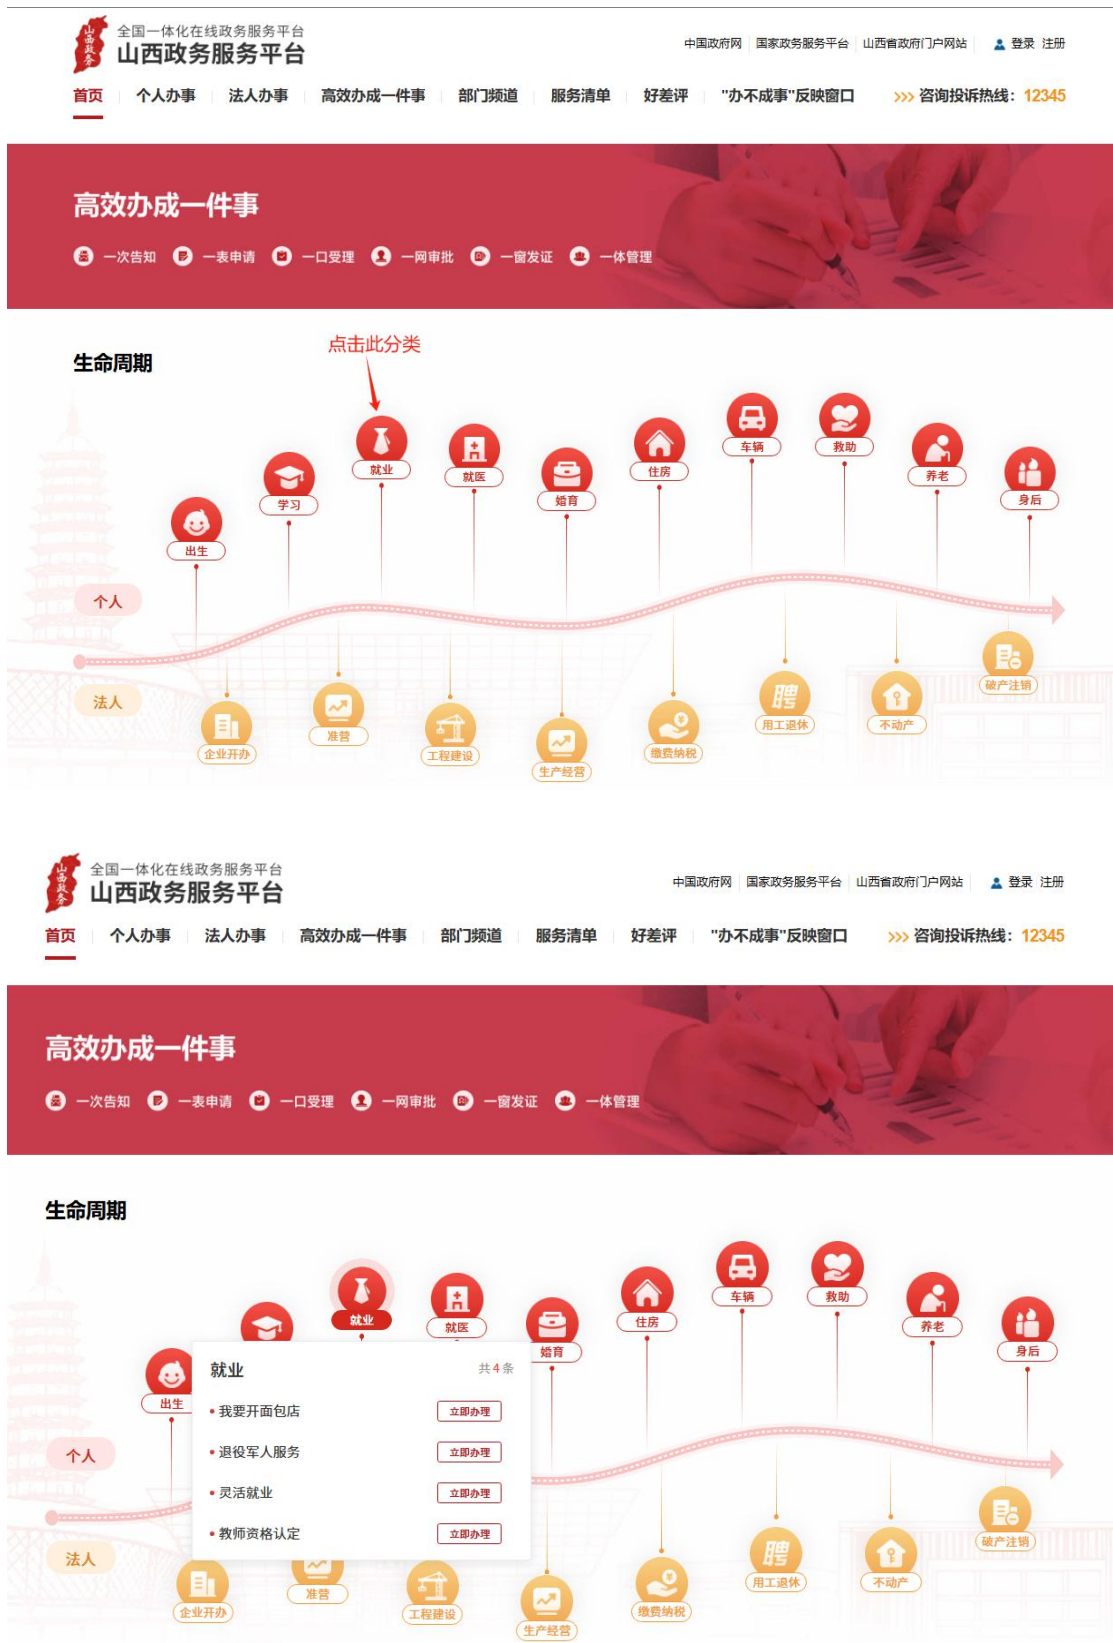 山西政务
全国一体化在线政务服务平台
山西政务服务平台
中国政府网 国家政务服务平台 山西省政府门户网站 登录 注册
首页 个人办事 法人办事 高效办成一件事 部门频道 服务清单 好差评 "办不成事"反映窗口 >>> 咨询投诉热线：12345
高效办成一件事
一次告知 一表申请 一口受理 一网审批 一窗发证 一体管理
点击此分类
生命周期
车辆 救助
就业 就医 住房 养老
学习 婚育 身后
出生
个人
法人
破产注销
企业开办 准营 工程建设 生产经营 缴费纳税 聘 用工退休 不动产
山西政务
全国一体化在线政务服务平台
山西政务服务平台
中国政府网 国家政务服务平台 山西省政府门户网站 登录 注册
首页 个人办事 法人办事 高效办成一件事 部门频道 服务清单 好差评 "办不成事"反映窗口 >>> 咨询投诉热线：12345
高效办成一件事
一次告知 一表申请 一口受理 一网审批 一窗发证 一体管理
生命周期
车辆 救助
就业 就医 住房 养老
婚育 身后
就业 共4条
出生
我要开面包店 立即办理
个人
退役军人服务 立即办理
灵活就业 立即办理
教师资格认定 立即办理
法人
破产注销
企业开办 准营 工程建设 生产经营 缴费纳税 聘 用工退休 不动产